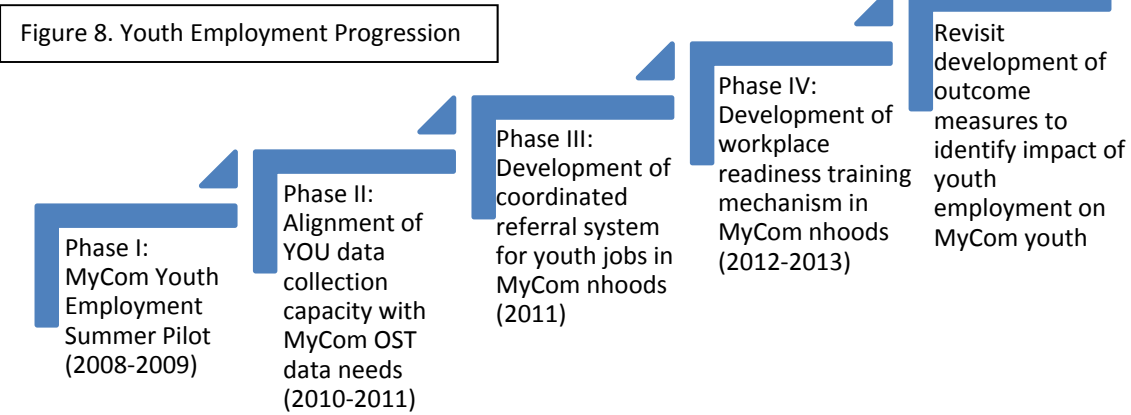 Figure 8. Youth Employment Progression
Phase I:
MyCom Youth
Employment
Summer Pilot
(2008-2009)
Phase II:
Alignment of
YOU data
collection
capacity with
MyCom OST
data needs
(2010-2011)
Phase III:
Development of
coordinated
referral system
for youth jobs in
MyCom nhoods
(2011)
Phase IV:
Development of
workplace
readiness training
mechanism in
MyCom nhoods
(2012-2013)
Revisit
development of
outcome
measures to
identify impact of
youth
employment on
MyCom youth